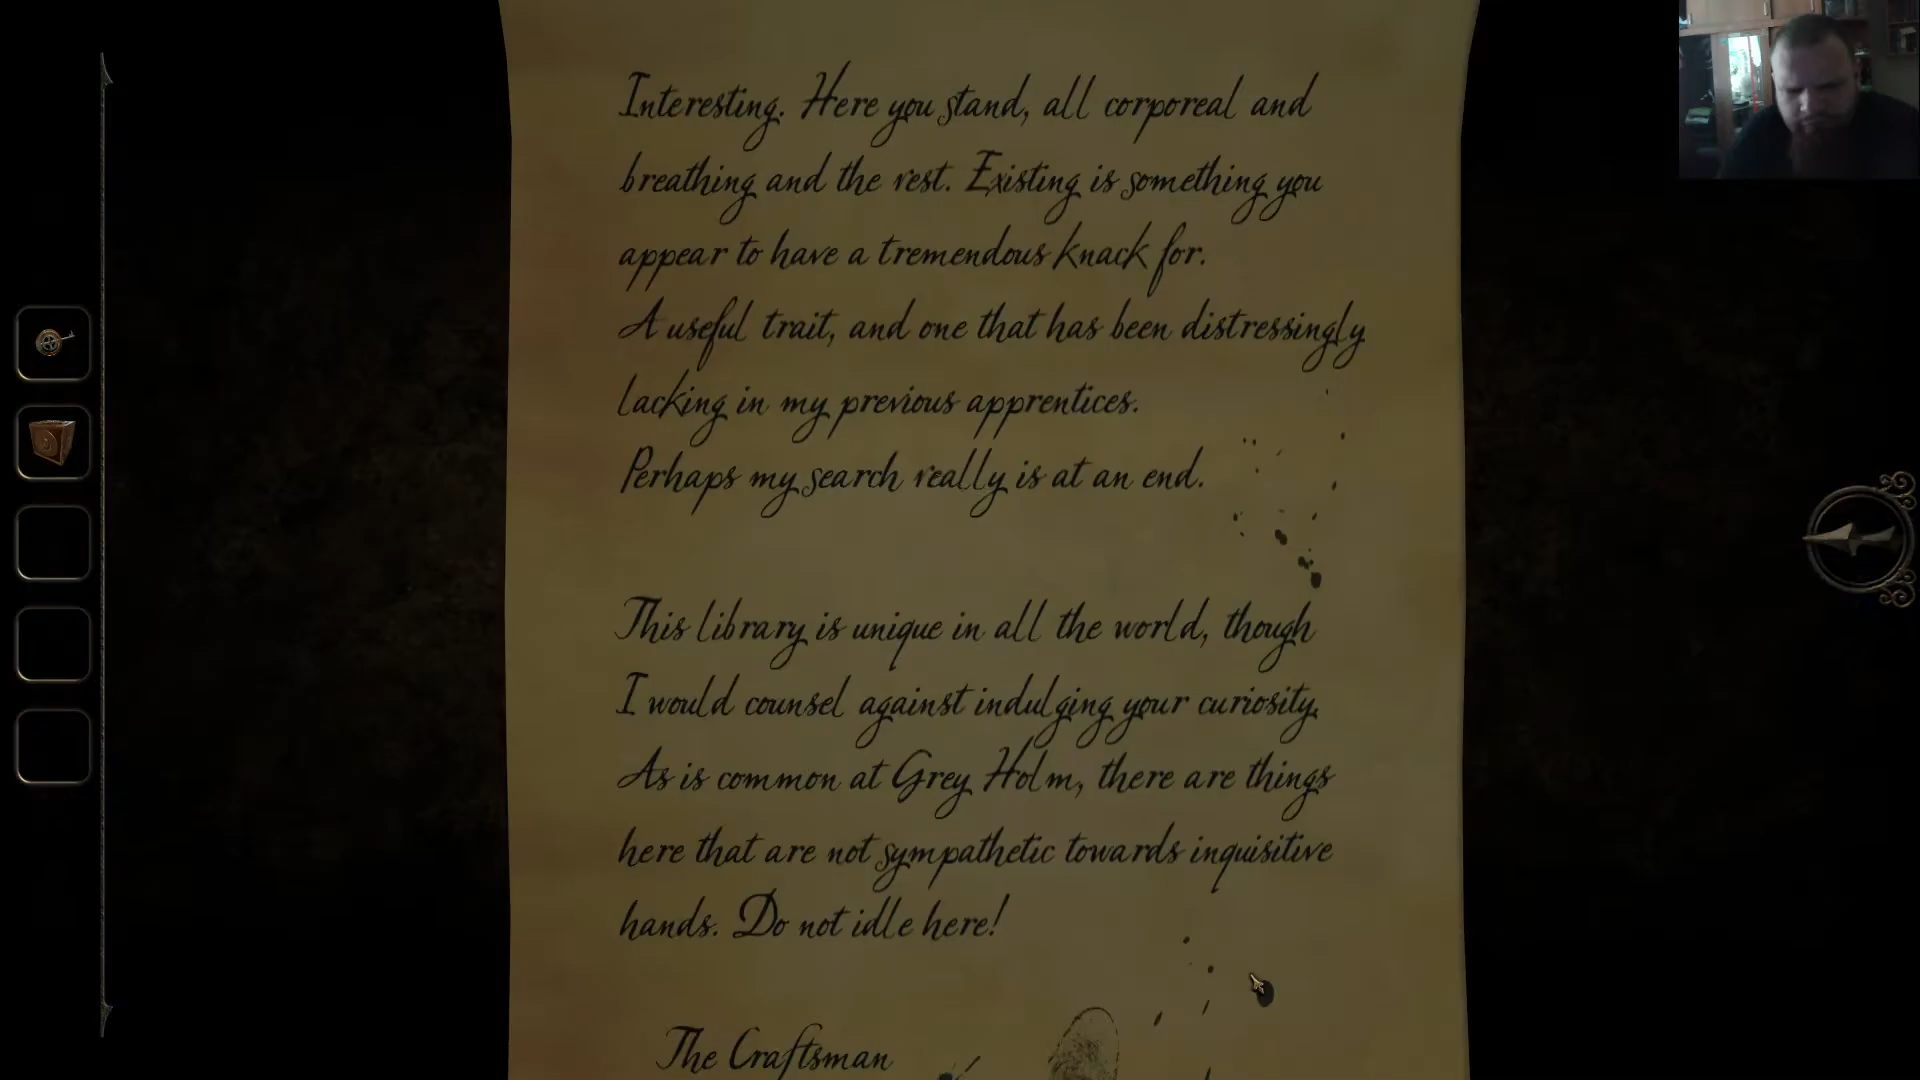 Interesting. Here you stand, all corporeal and
breathing and the rest. Existing is something you
appear to have a tremendous knack for.
A useful trait, and one that has been distressingly
lacking in my previous apprentices.
Perhaps my search really is at an end.
This library is unique in all the world, though
I would counsel against indulging your curiosity.
As is common at Grey Holm, there are things
here that are not sympathetic towards inquisitive
hands. Do not idle here!
The Craftsman